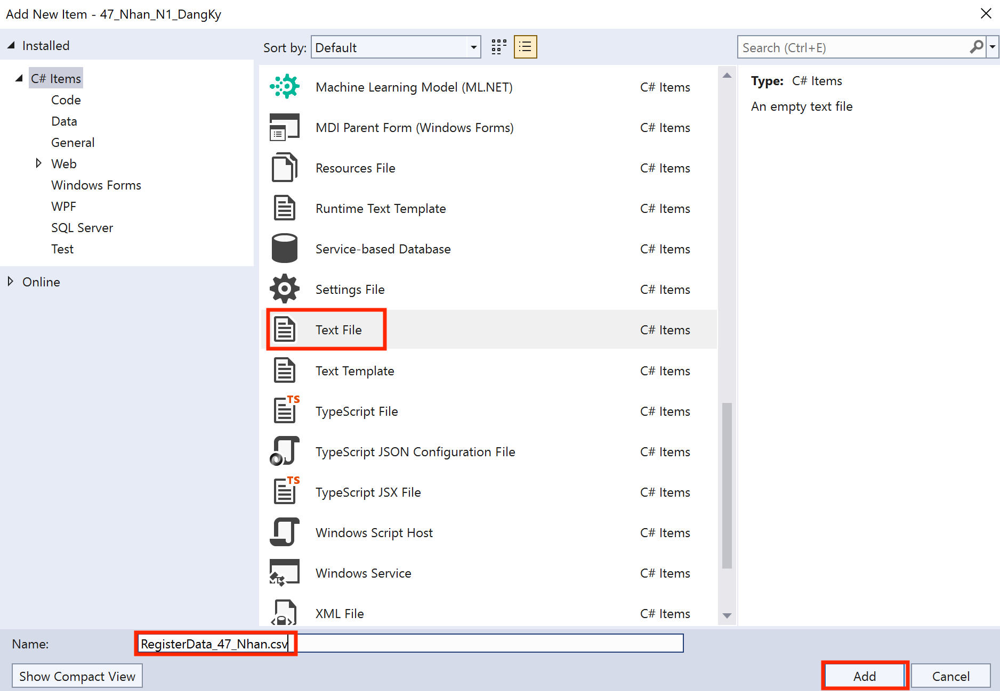 Add New Item - 47_Nhan_N1_DangKy
Installed
Sort by: Default
Search (Ctrl+E)
C# Items
Code
Data
General
Web
Windows Forms
WPF
SQL Server
Test
Online
Machine Learning Model (ML.NET) C# Items
MDI Parent Form (Windows Forms) C# Items
Resources File C# Items
Runtime Text Template C# Items
Service-based Database C# Items
Settings File C# Items
Text File C# Items
Text Template C# Items
TS
TypeScript File C# Items
TypeScript JSON Configuration File C# Items
TS
TypeScript JSX File C# Items
Windows Script Host C# Items
Windows Service C# Items
XML File C# Items
Type: C# Items
An empty text file
Name: RegisterData_47_Nhan.csv
Show Compact View
Add
Cancel